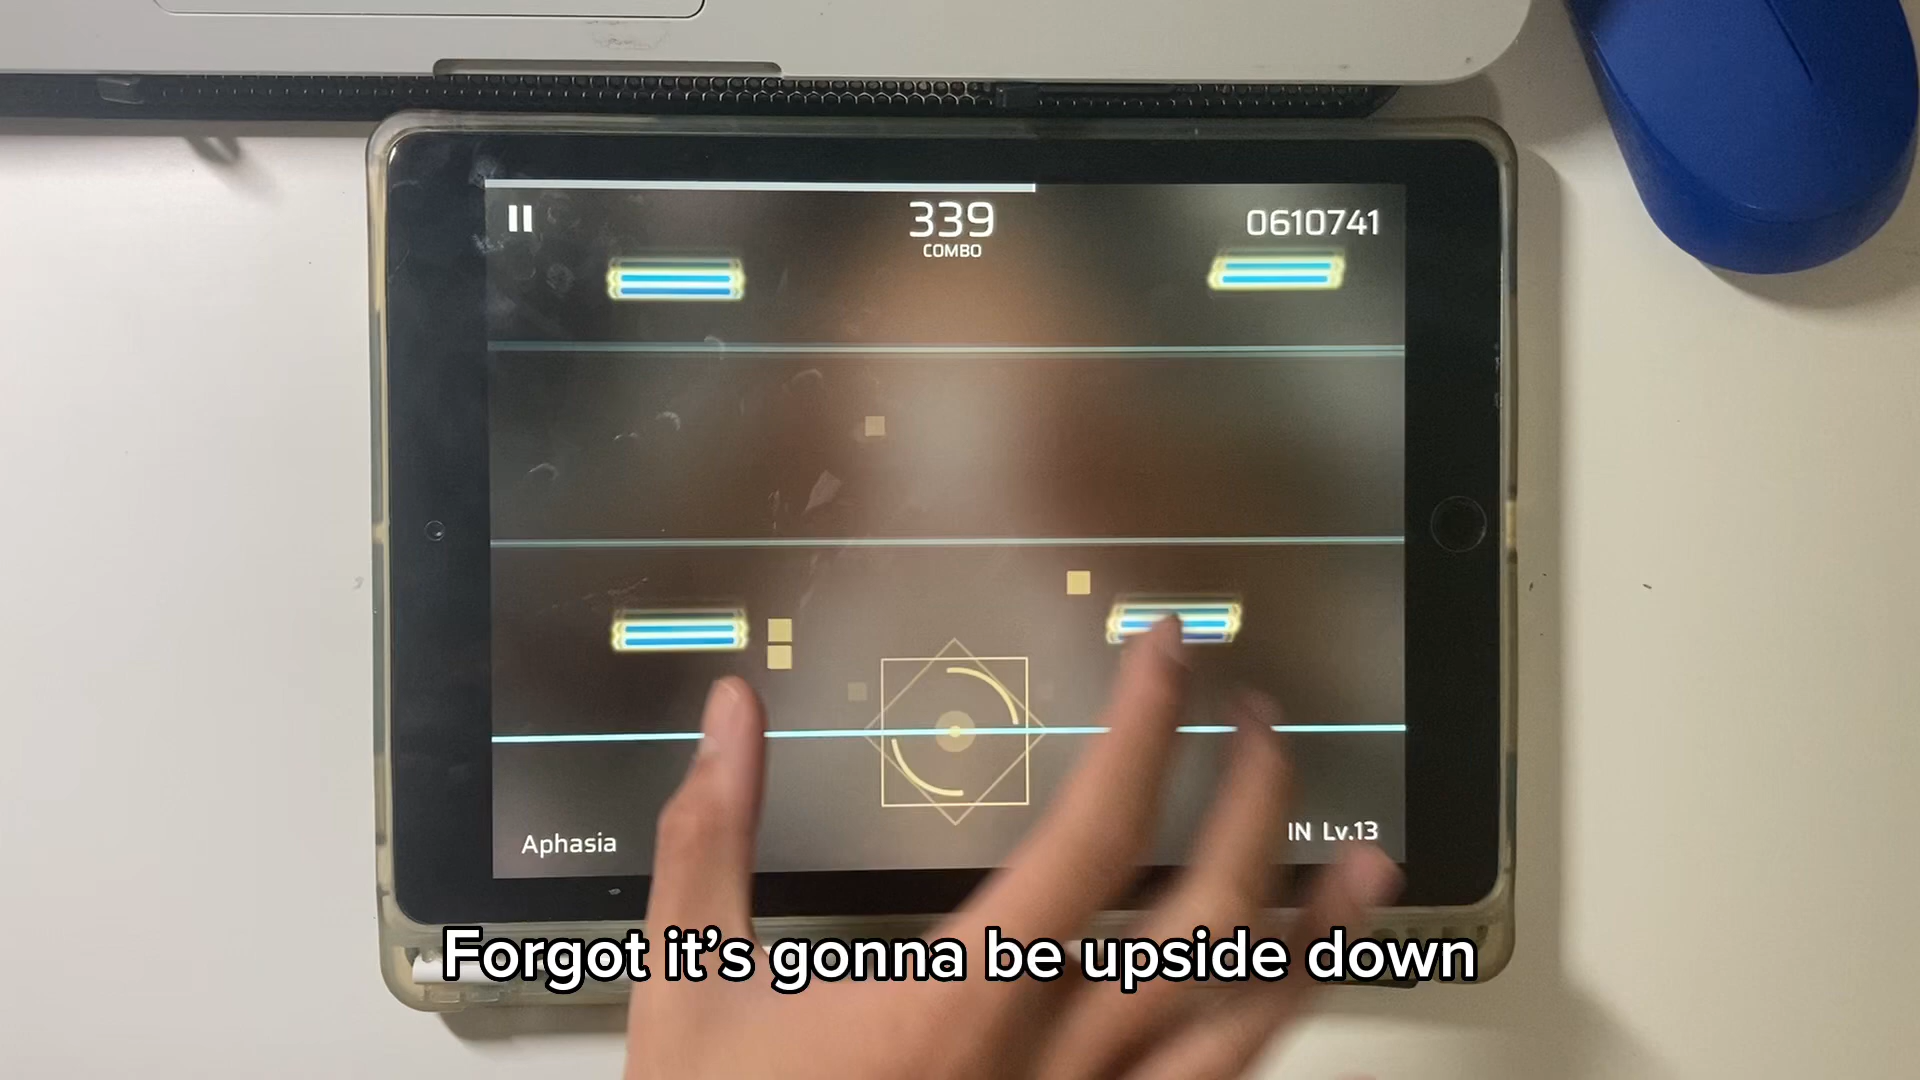 339
COMBO
0610741
Aphasia
IN Lv.13
Forgot it’s gonna be upside down